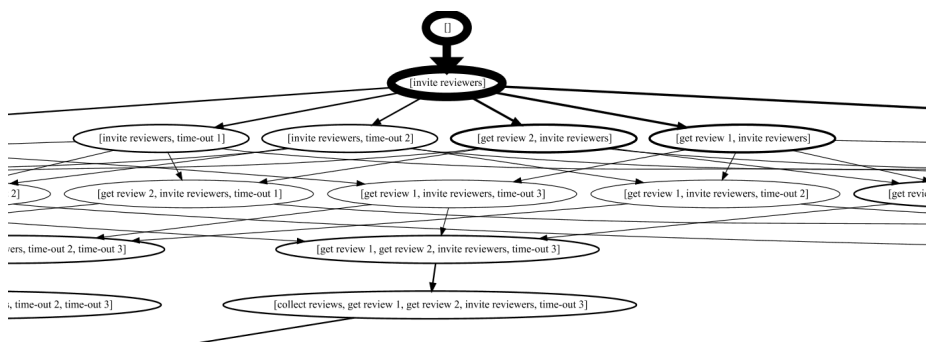 []
[invite reviewers]
[invite reviewers, time-out 1]
[invite reviewers, time-out 2]
[get review 2, invite reviewers]
[get review 1, invite reviewers]
2]
[get review 2, invite reviewers, time-out 1]
[get review 1, invite reviewers, time-out 3]
[get review 1, invite reviewers, time-out 2]
[get revie
ers, time-out 2, time-out 3]
[get review 1, get review 2, invite reviewers, time-out 3]
, time-out 2, time-out 3]
[collect reviews, get review 1, get review 2, invite reviewers, time-out 3]